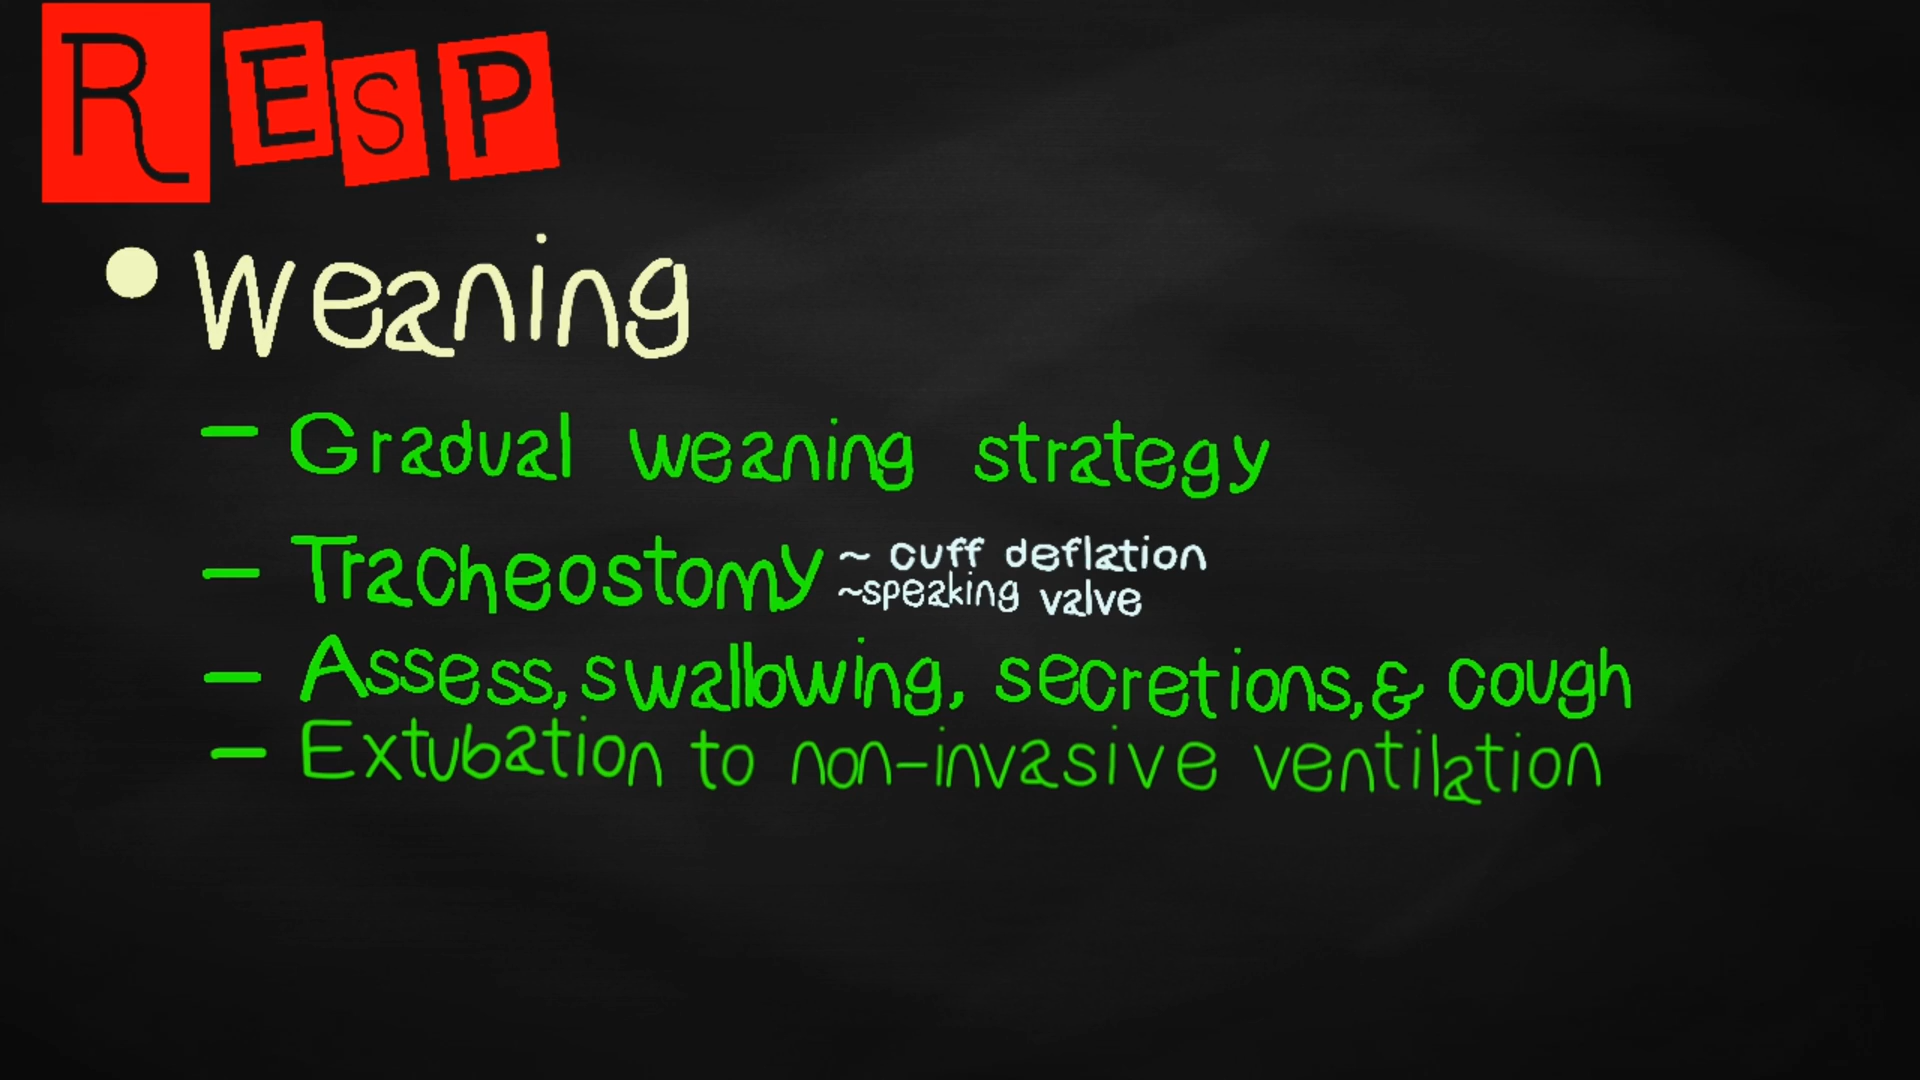 RESP
• Weaning
– Gradual weaning strategy
– Tracheostomy ~ cuff deflation
~speaking valve
– Assess, swallowing, secretions, & cough
– Extubation to non-invasive ventilation